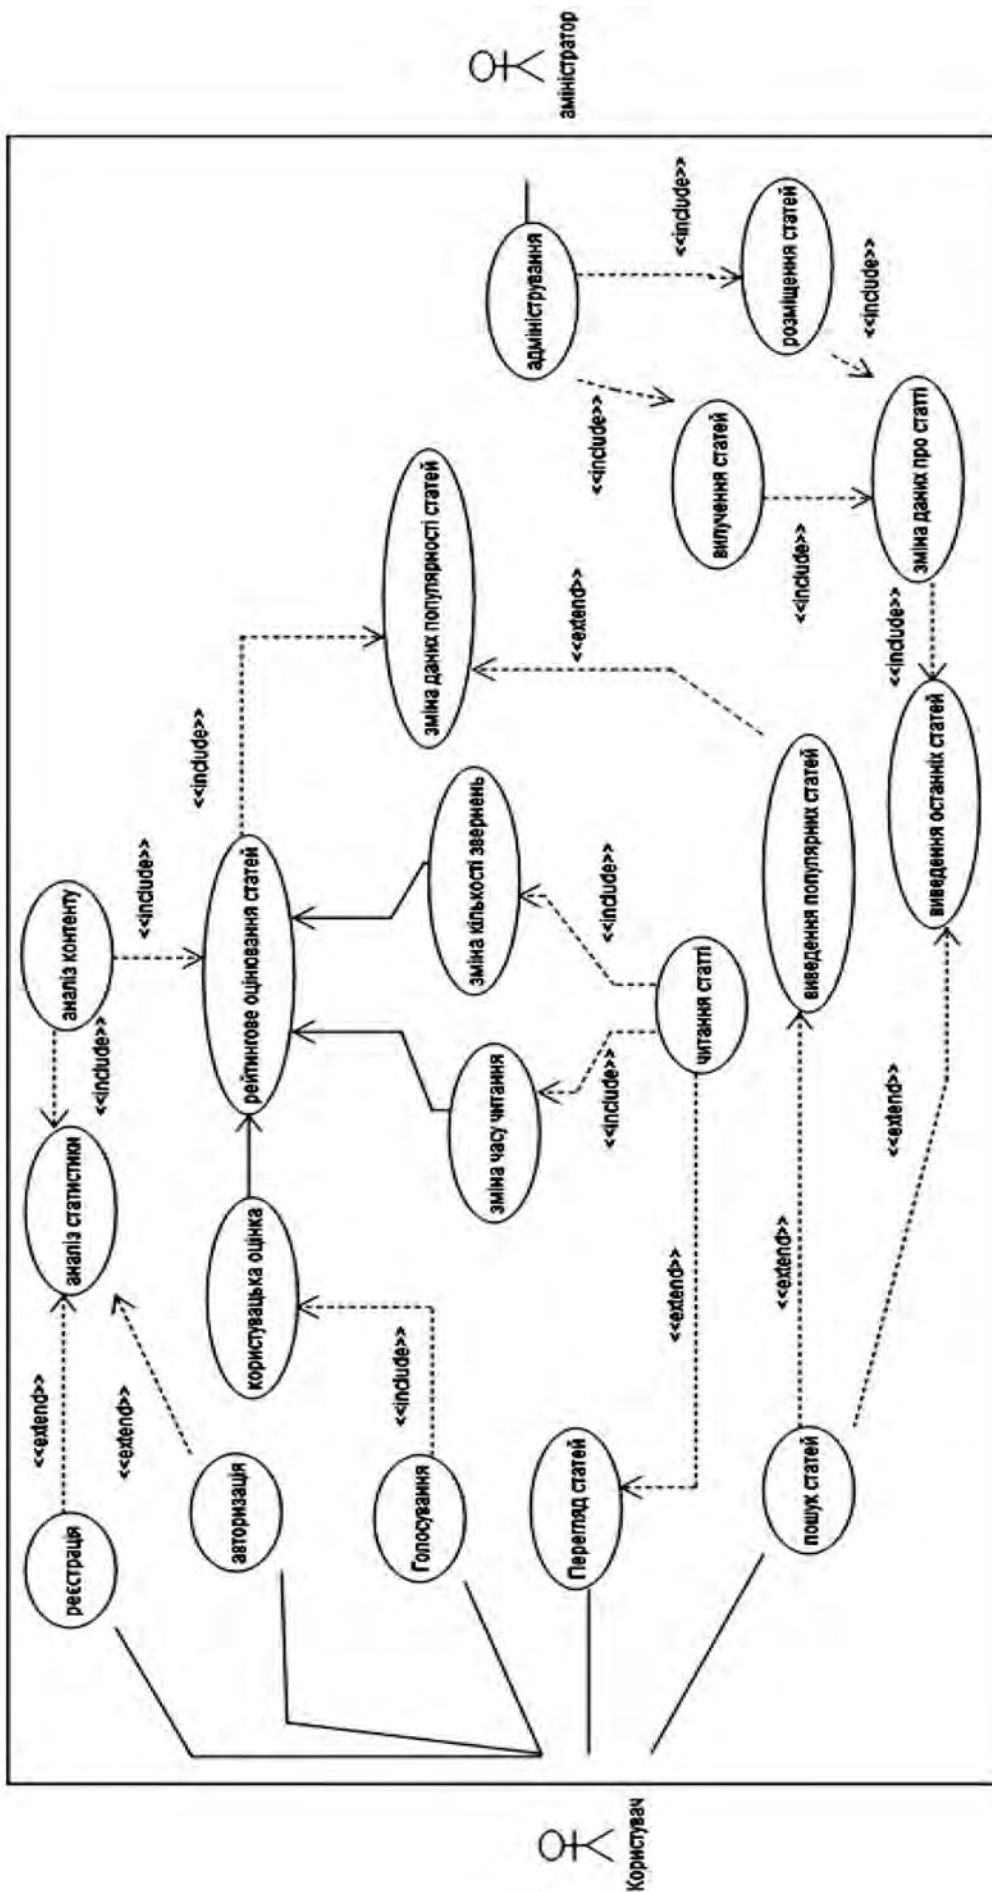 аміністратор
аналіз контенту
<<include>>
<<include>>
<<include>>
адміністрування
<<include>>
<<include>>
розміщення статей
<<include>>
вилучення статей
<<include>>
зміна даних про статті
<<include>>
зміна даних популярності статей
<<extend>>
рейтингове оцінювання статей
зміна кількості звернень
зміна часу читання
<<include>>
<<include>>
читання статті
виведення популярних статей
виведення останніх статей
аналіз статистики
користувацька оцінка
<<extend>>
<<extend>>
<<include>>
<<extend>>
<<extend>>
<<extend>>
реєстрація
авторизація
Голосування
Перегляд статей
пошук статей
Користувач